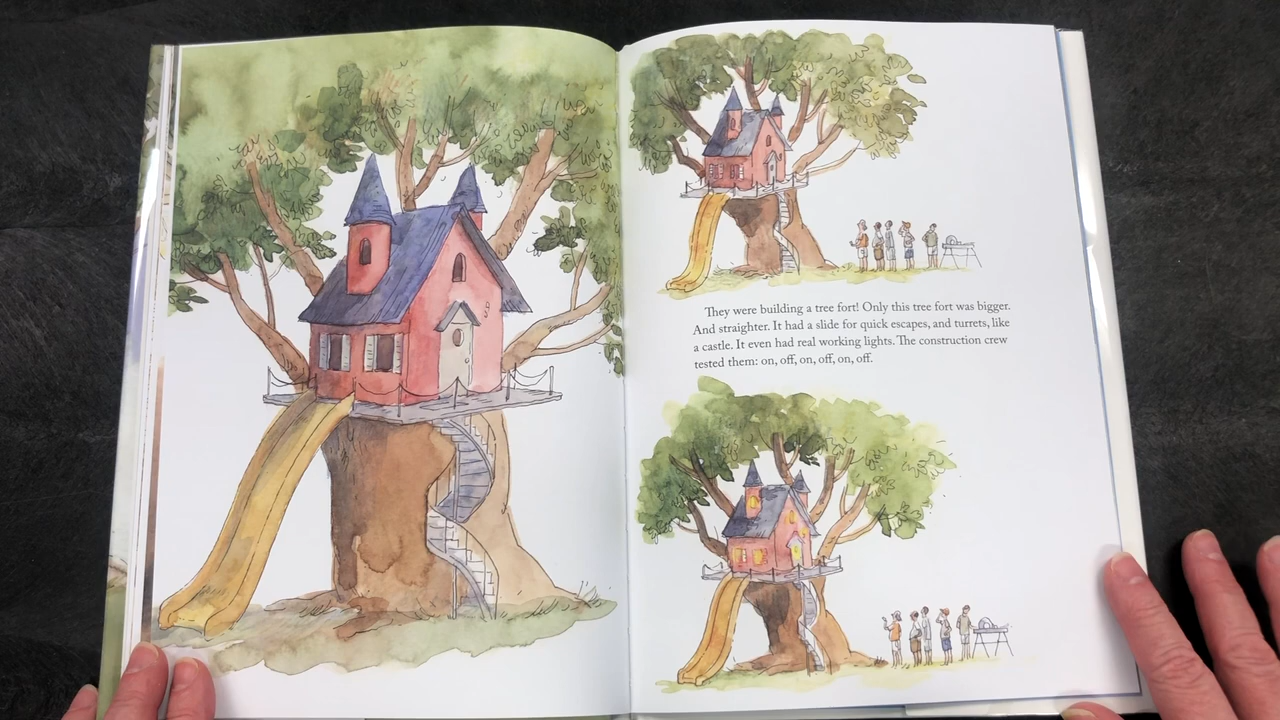 They were building a tree fort! Only this tree fort was bigger.
And straighter. It had a slide for quick escapes, and turrets, like
a castle. It even had real working lights. The construction crew
tested them: on, off, on, off, on, off.